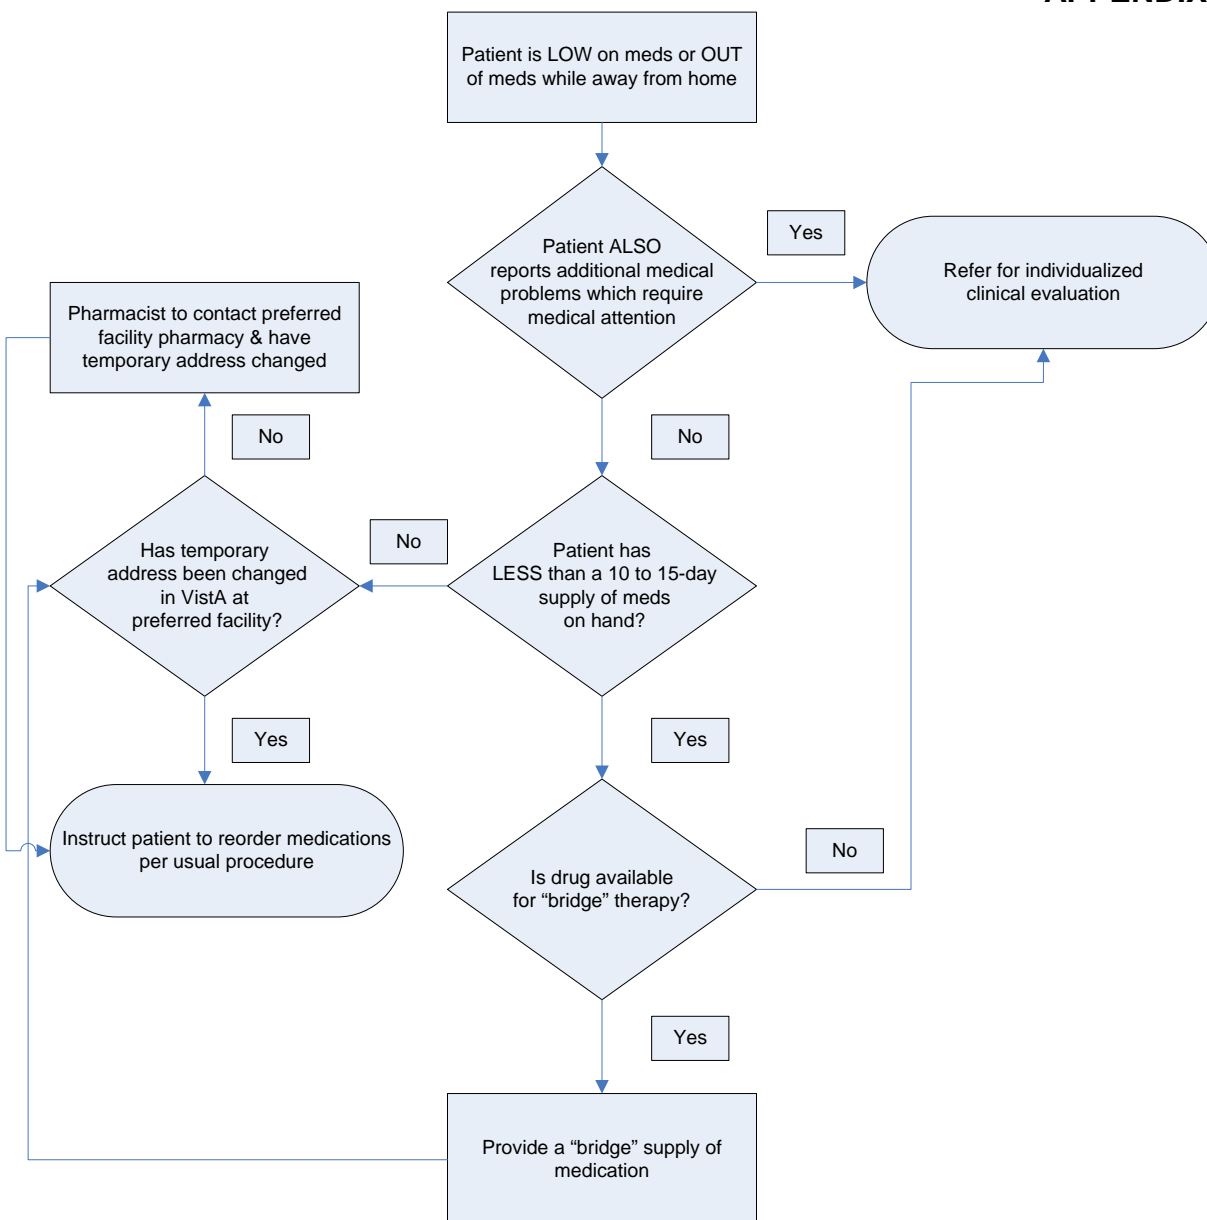 Patient is LOW on meds or OUT
of meds while away from home
Patient ALSO
reports additional medical
problems which require
medical attention
Yes
Refer for individualized
clinical evaluation
Pharmacist to contact preferred
facility pharmacy & have
temporary address changed
No
No
Has temporary
address been changed
in VistA at
preferred facility?
No
Patient has
LESS than a 10 to 15-day
supply of meds
on hand?
Yes
Yes
Instruct patient to reorder medications
per usual procedure
Is drug available
for “bridge” therapy?
No
Yes
Provide a “bridge” supply of
medication